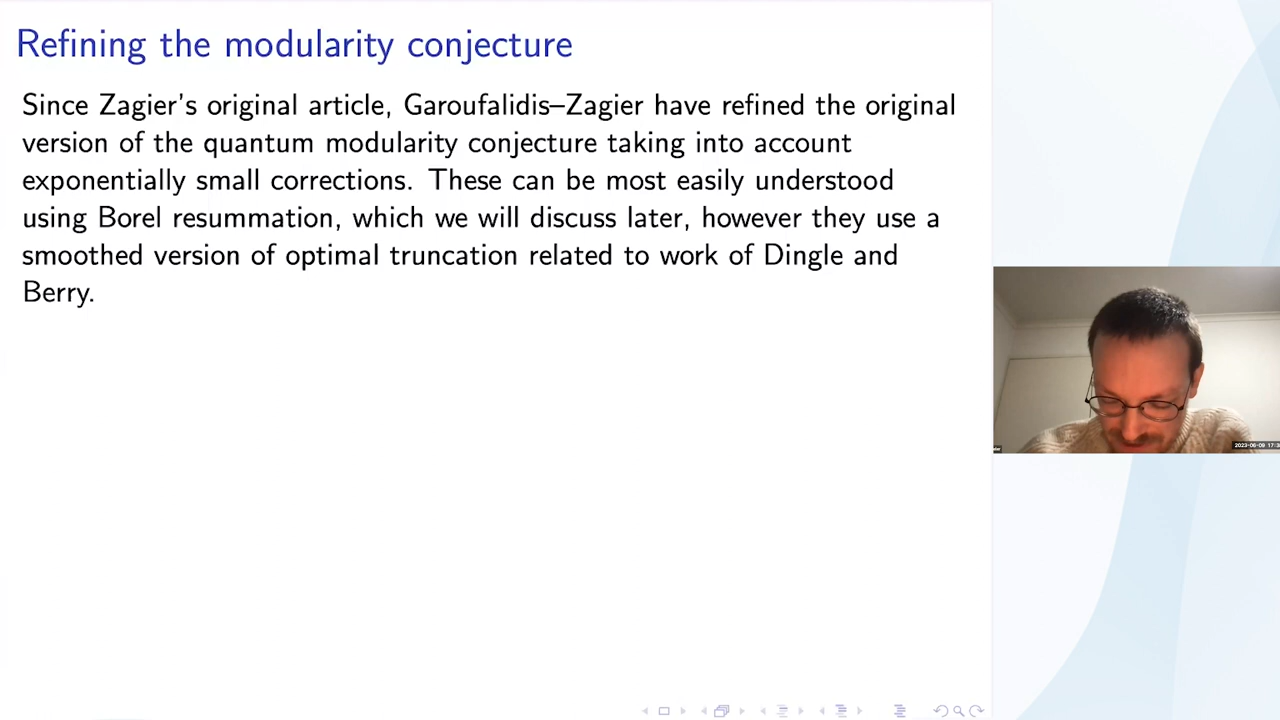 Refining the modularity conjecture
Since Zagier's original article, Garoufalidis–Zagier have refined the original
version of the quantum modularity conjecture taking into account
exponentially small corrections. These can be most easily understood
using Borel resummation, which we will discuss later, however they use a
smoothed version of optimal truncation related to work of Dingle and
Berry.